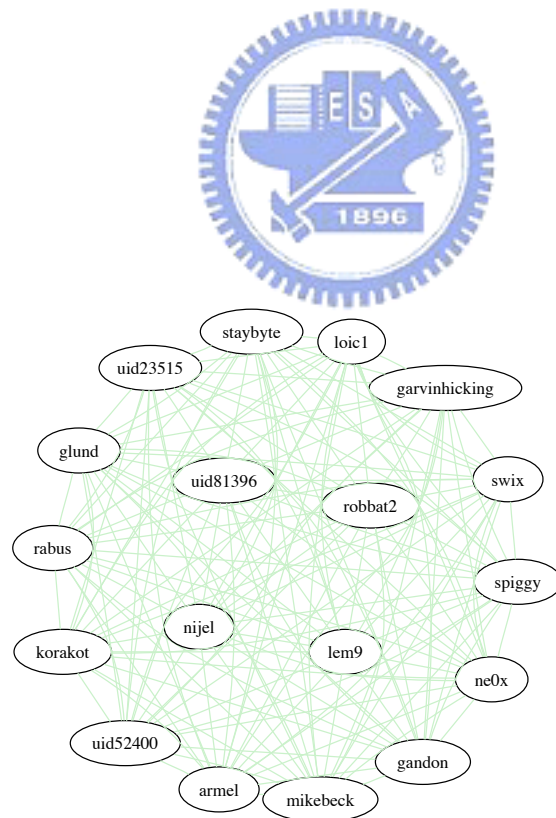 E S A
1896
staybyte
loic1
uid23515
garvinhicking
glund
uid81396
swix
robbat2
rabus
spiggy
nijel
korakot
lem9
ne0x
uid52400
gandon
armel
mikebeck